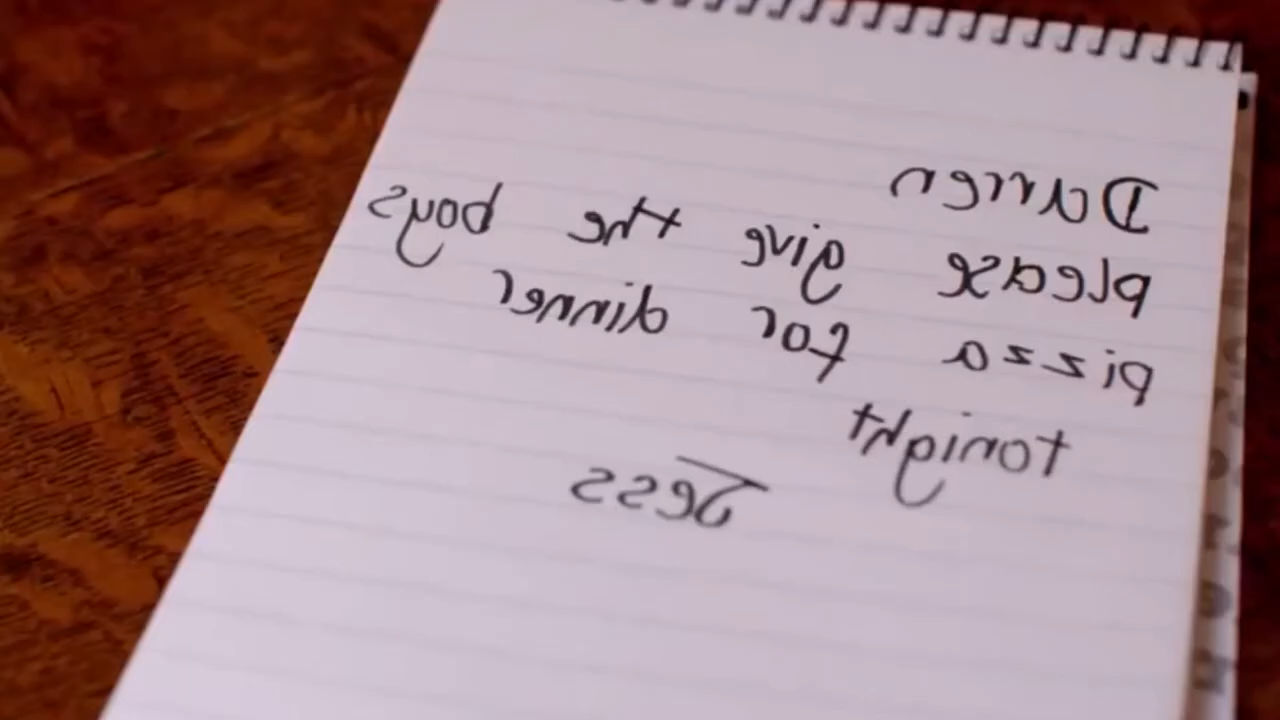 Darren
please give the boys
pizza for dinner
tonight
Jess